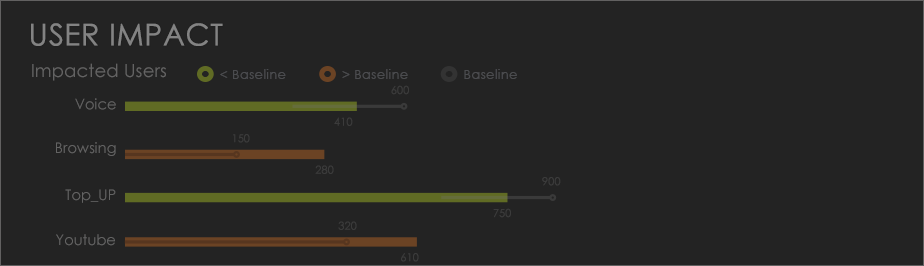 USER IMPACT
Impacted Users < Baseline > Baseline Baseline
600
Voice
410
150
Browsing
280
900
Top_UP
750
320
Youtube
610